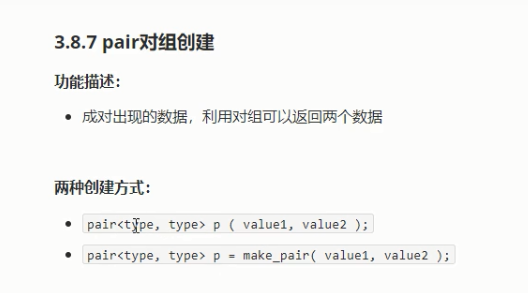 3.8.7 pair对组创建
功能描述：
成对出现的数据，利用对组可以返回两个数据
两种创建方式：
pair<type, type> p ( value1, value2 );
pair<type, type> p = make_pair( value1, value2 );